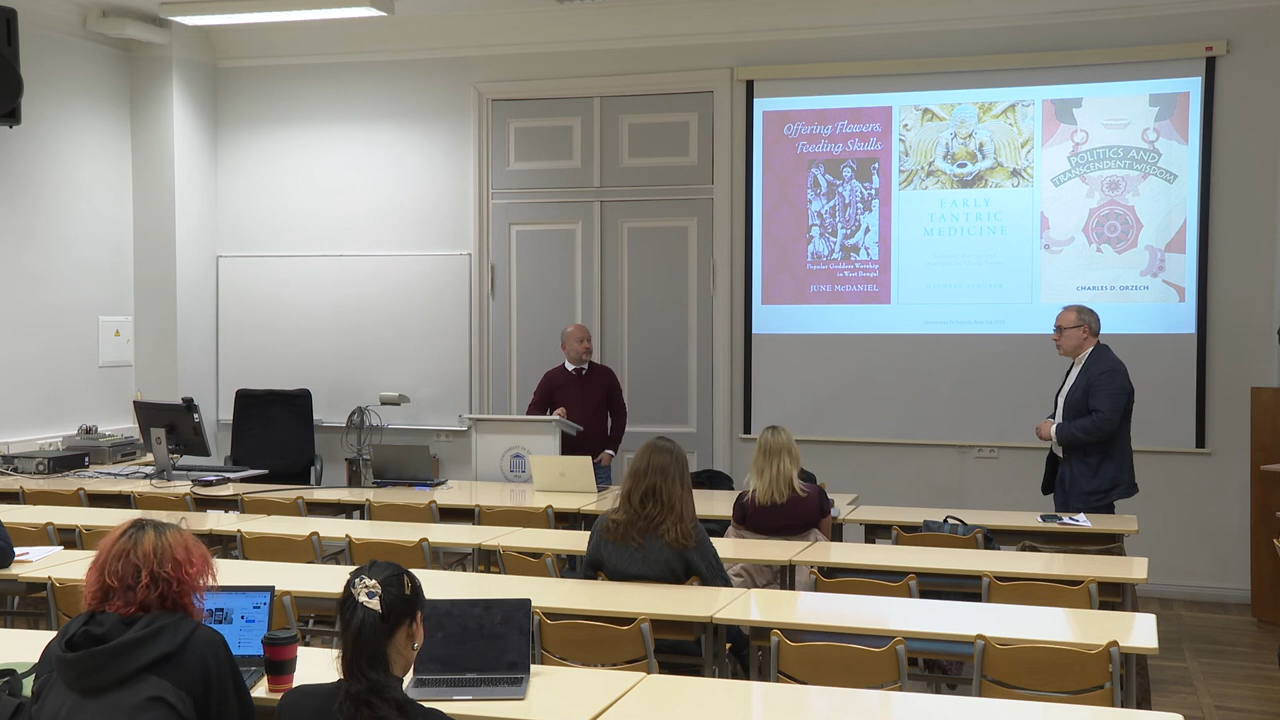 Offering Flowers,
Feeding Skulls
Popular Goddess Worship
in West Bengal
JUNE McDANIEL
EARLY
TANTRIC
MEDICINE
POLITICS AND
TRANSCENDENT WISDOM
CHARLES D. ORZECH